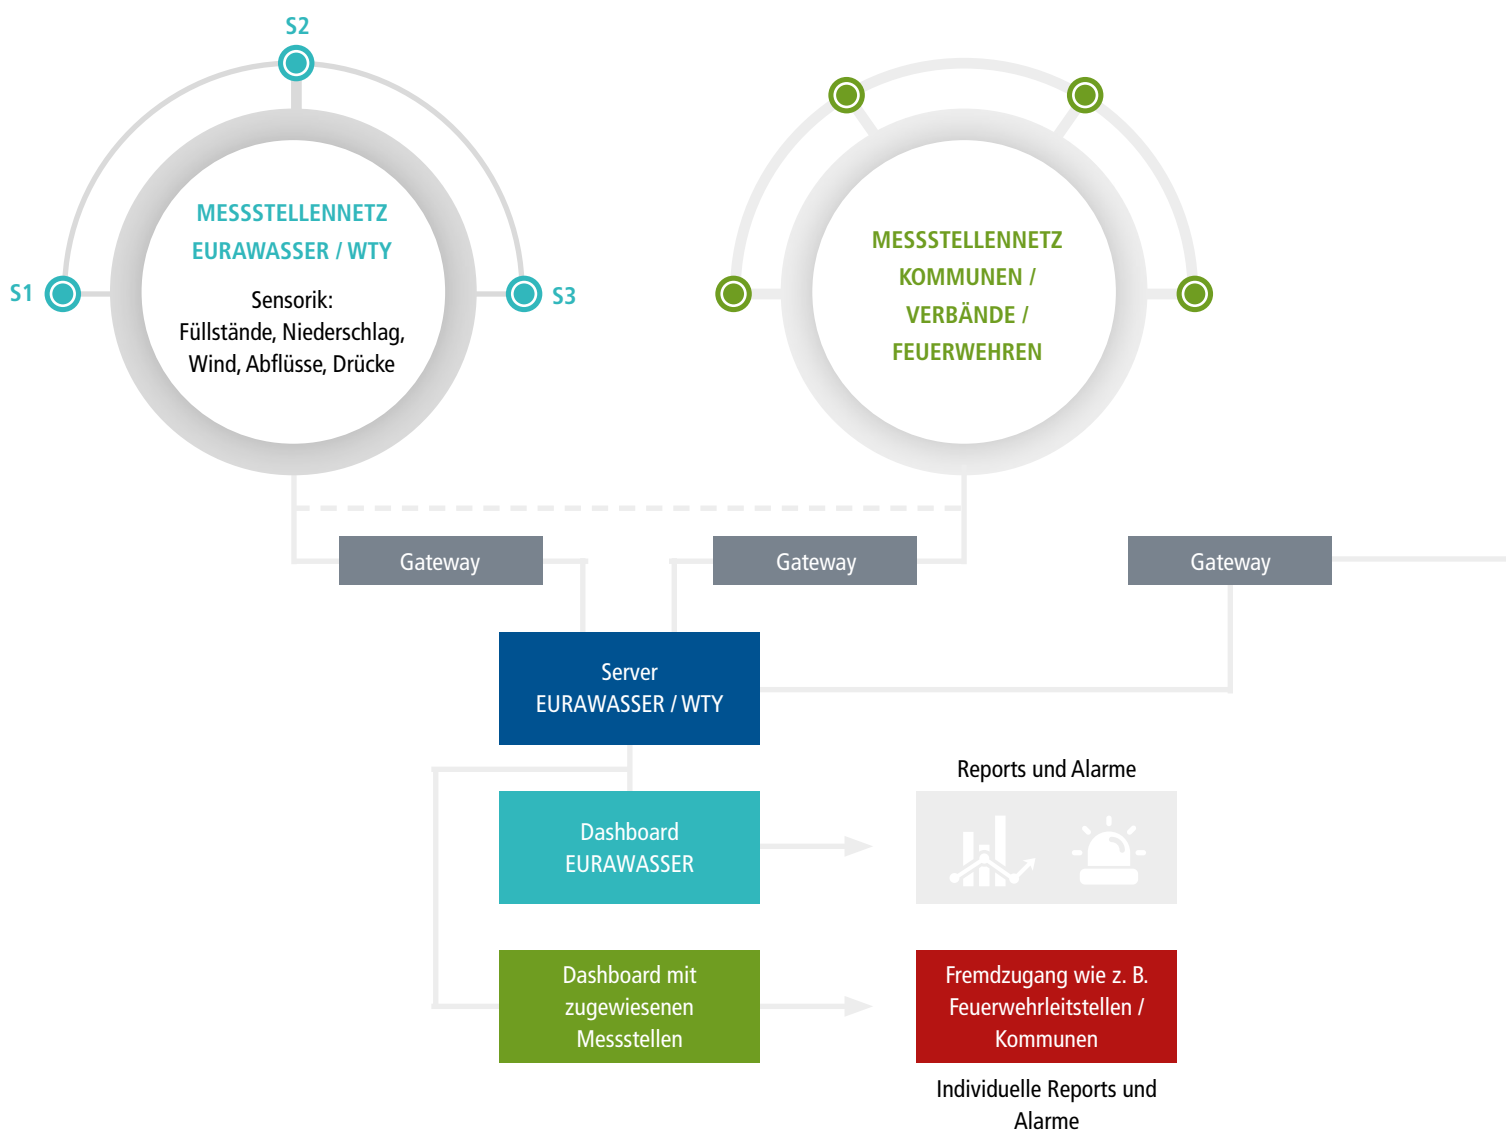 S2
S1
MESSSTELLENNETZ
EURAWASSER / WTY
Sensorik:
Füllstände, Niederschlag,
Wind, Abflüsse, Drücke
S3
MESSSTELLENNETZ
KOMMUNEN /
VERBÄNDE /
FEUERWEHREN
Gateway
Gateway
Gateway
Server
EURAWASSER / WTY
Dashboard
EURAWASSER
Reports und Alarme
Dashboard mit
zugewiesenen
Messstellen
Fremdzugang wie z. B.
Feuerwehrleitstellen /
Kommunen
Individuelle Reports und
Alarme